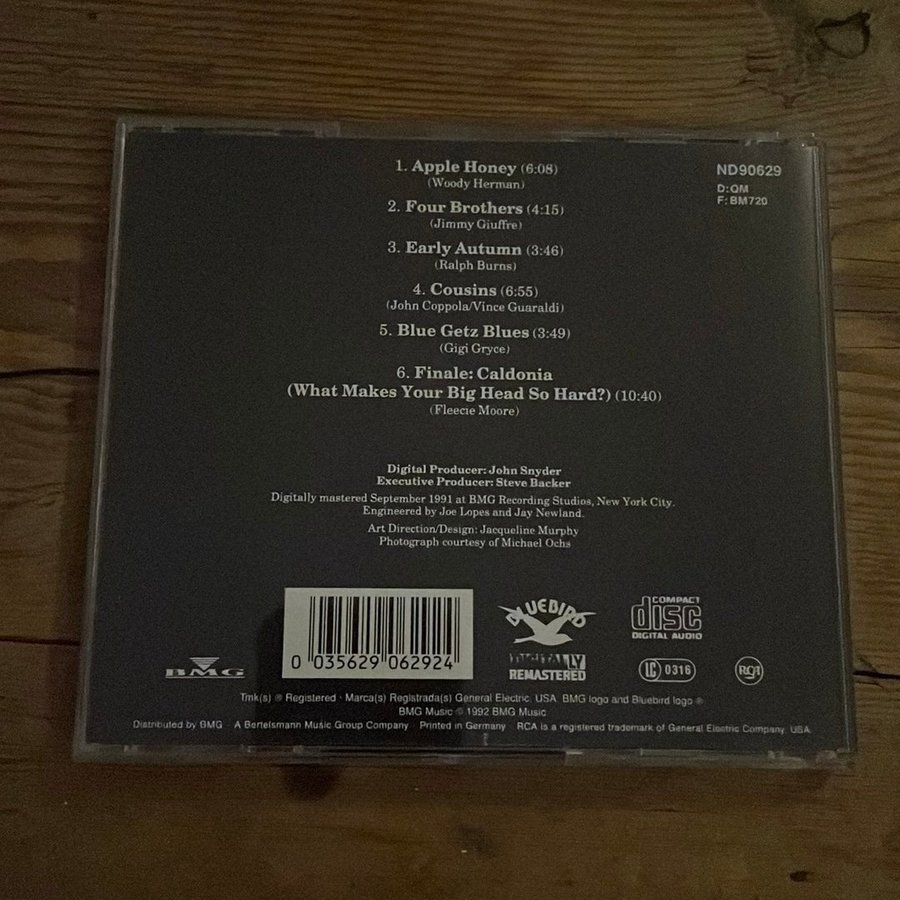 1. Apple Honey (6:08)
(Woody Herman)
2. Four Brothers (4:15)
(Jimmy Giuffre)
3. Early Autumn (3:46)
(Ralph Burns)
4. Cousins (6:55)
(John Coppola/Vince Guaraldi)
5. Blue Getz Blues (3:49)
(Gigi Gryce)
6. Finale: Caldonia
(What Makes Your Big Head So Hard?) (10:40)
(Fleecie Moore)
ND90629
D: QM
F: BM720
Digital Producer: John Snyder
Executive Producer: Steve Backer
Digitally mastered September 1991 at BMG Recording Studios, New York City.
Engineered by Joe Lopes and Jay Newland.
Art Direction/Design: Jacqueline Murphy
Photograph courtesy of Michael Ochs
BMG
0 035629 062924
BLUEBIRD
DIGITALLY
REMASTERED
COMPACT
disc
DIGITAL AUDIO
LC 0316
RCA
Tmk(s) ® Registered · Marca(s) Registrada(s) General Electric, USA. BMG logo and Bluebird logo ®
BMG Music © 1992 BMG Music
Distributed by BMG A Bertelsmann Music Group Company Printed in Germany RCA is a registered trademark of General Electric Company, USA.